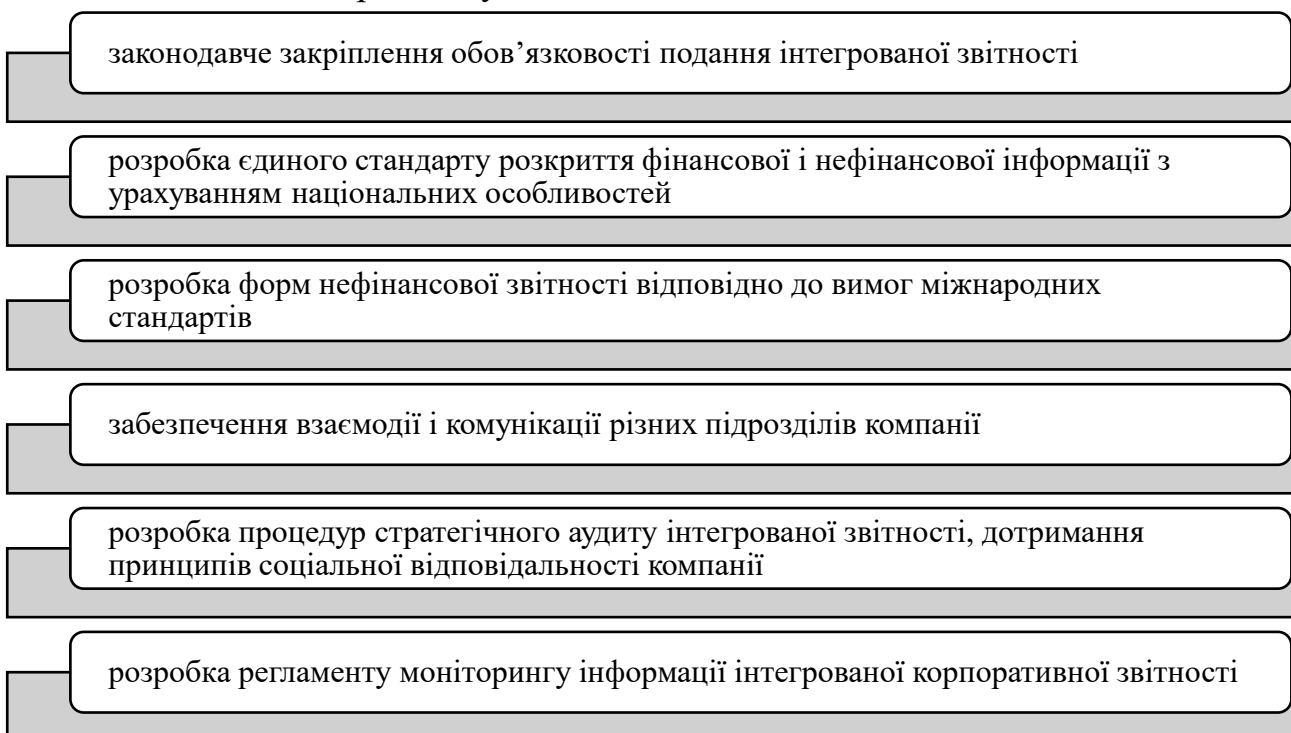 законодавче закріплення обов’язковості подання інтегрованої звітності
розробка єдиного стандарту розкриття фінансової і нефінансової інформації з
урахуванням національних особливостей
розробка форм нефінансової звітності відповідно до вимог міжнародних
стандартів
забезпечення взаємодії і комунікації різних підрозділів компанії
розробка процедур стратегічного аудиту інтегрованої звітності, дотримання
принципів соціальної відповідальності компанії
розробка регламенту моніторингу інформації інтегрованої корпоративної звітності